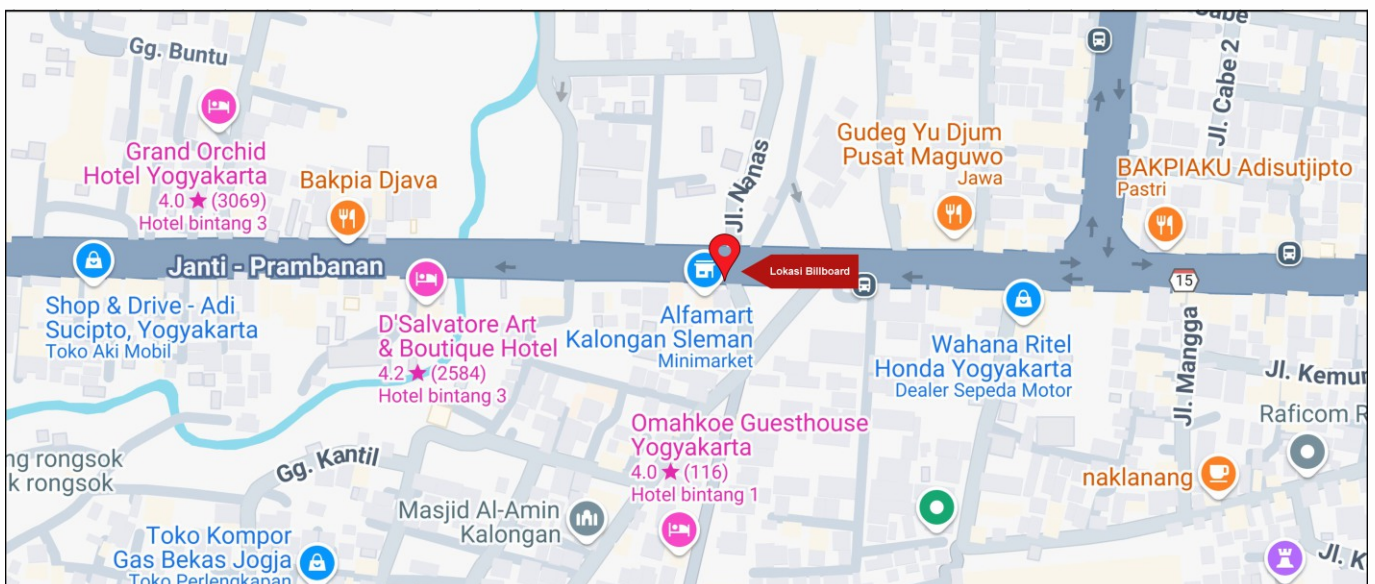 Gg. Buntu
Grand Orchid
Hotel Yogyakarta
4.0 ★ (3069)
Hotel bintang 3
Bakpia Djava
Jl. Nanas
Gudeg Yu Djum
Pusat Maguwo
Jawa
Jl. Cabe 2
BAKPIAKU Adisutjipto
Pastri
Janti - Prambanan
Lokasi Billboard
15
Shop & Drive - Adi
Sucipto, Yogyakarta
Toko Aki Mobil
D'Salvatore Art
& Boutique Hotel
4.2 ★ (2584)
Hotel bintang 3
Alfamart
Kalongan Sleman
Minimarket
Wahana Ritel
Honda Yogyakarta
Dealer Sepeda Motor
Jl. Mangga
Jl. Kemun
Raficom R
Omahkoe Guesthouse
Yogyakarta
4.0 ★ (116)
Hotel bintang 1
ng rongsok
k rongsok
Gg. Kantil
Masjid Al-Amin
Kalongan
naklanang
Toko Kompor
Gas Bekas Jogja
Toko Perlengkapan
Jl. K